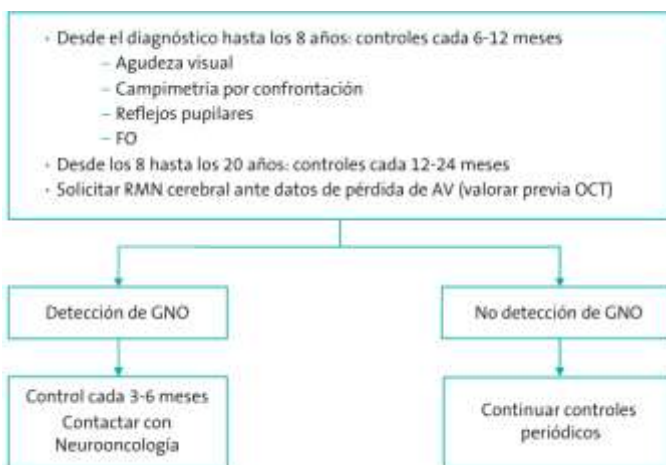 · Desde el diagnóstico hasta los 8 años: controles cada 6-12 meses
– Agudeza visual
– Campimetría por confrontación
– Reflejos pupilares
– FO
· Desde los 8 hasta los 20 años: controles cada 12-24 meses
· Solicitar RMN cerebral ante datos de pérdida de AV (valorar previa OCT)
Detección de GNO
No detección de GNO
Control cada 3-6 meses
Contactar con
Neurooncología
Continuar controles
periódicos